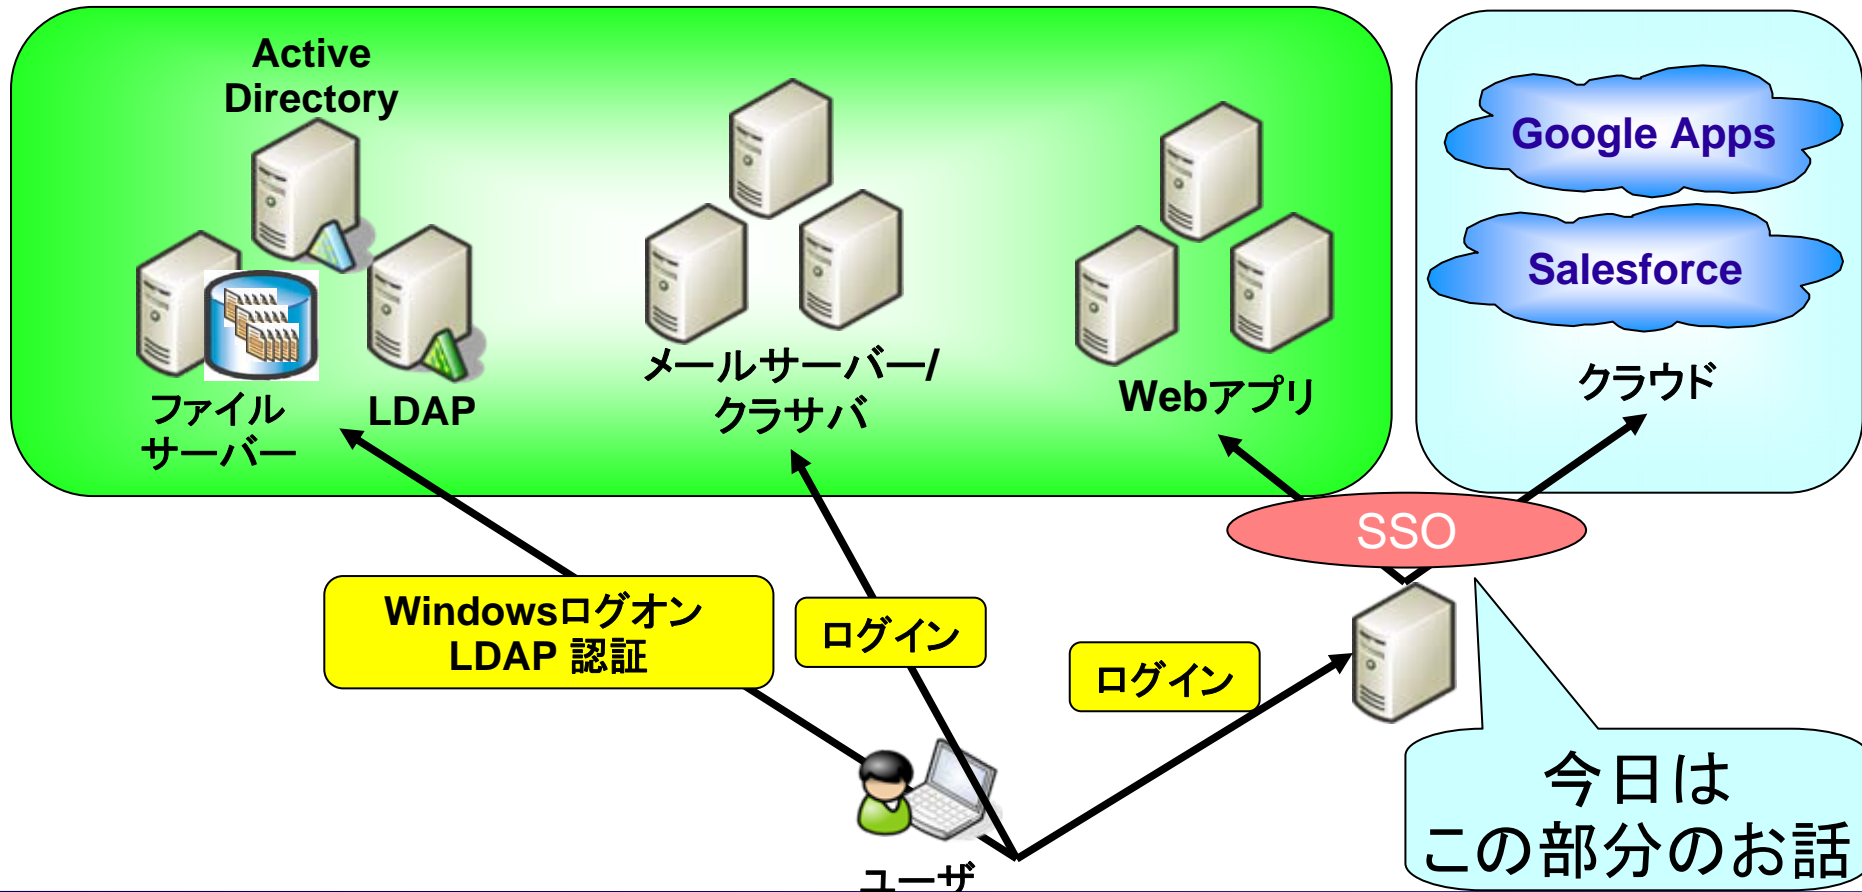 Active
Directory
ファイル
サーバー
LDAP
メールサーバー/
クラサバ
Webアプリ
Google Apps
Salesforce
クラウド
SSO
Windowsログオン
LDAP 認証
ログイン
ログイン
ユーザ
今日は
この部分のお話